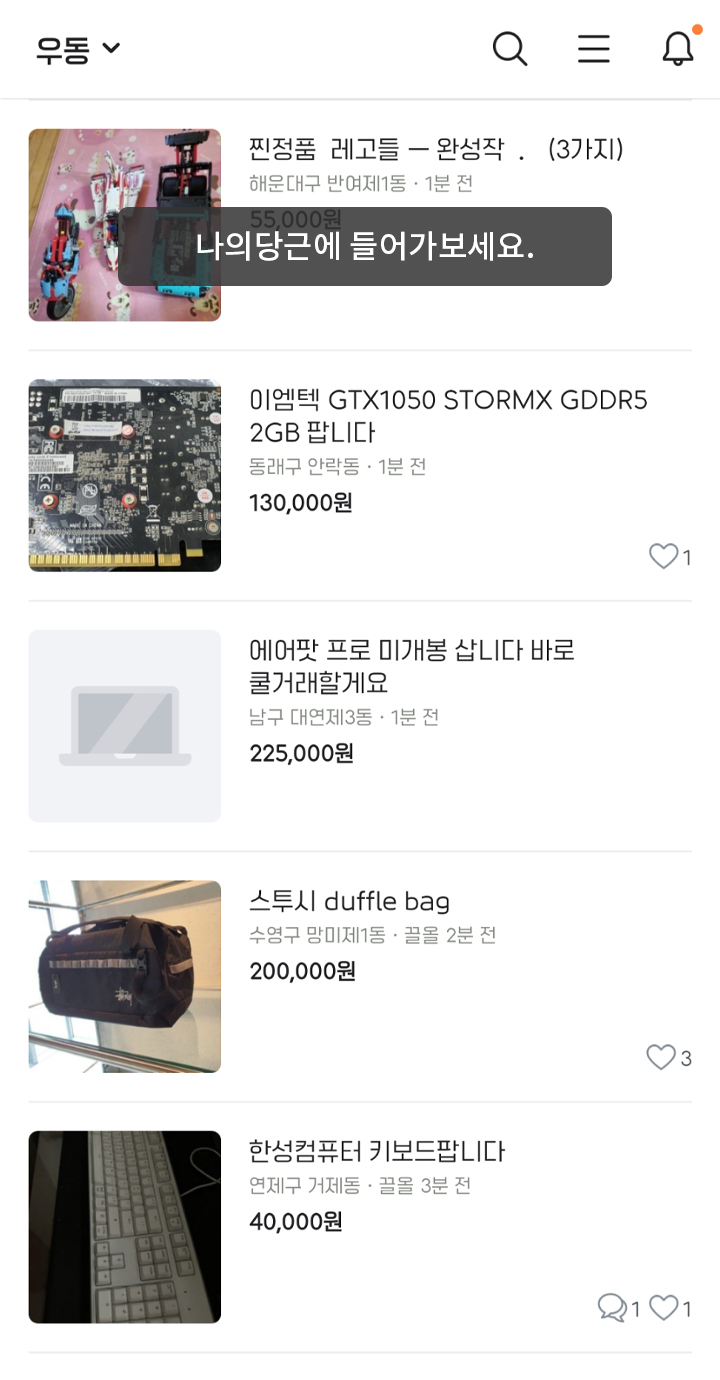 우동
찐정품 레고들 — 완성작 . (3가지)
해운대구 반여제1동 · 1분 전
55,000원
나의당근에 들어가보세요.
이엠텍 GTX1050 STORMX GDDR5
2GB 팝니다
동래구 안락동 · 1분 전
130,000원
1
에어팟 프로 미개봉 삽니다 바로
쿨거래할게요
남구 대연제3동 · 1분 전
225,000원
스투시 duffle bag
수영구 망미제1동 · 끌올 2분 전
200,000원
3
한성컴퓨터 키보드팝니다
연제구 거제동 · 끌올 3분 전
40,000원
1 1